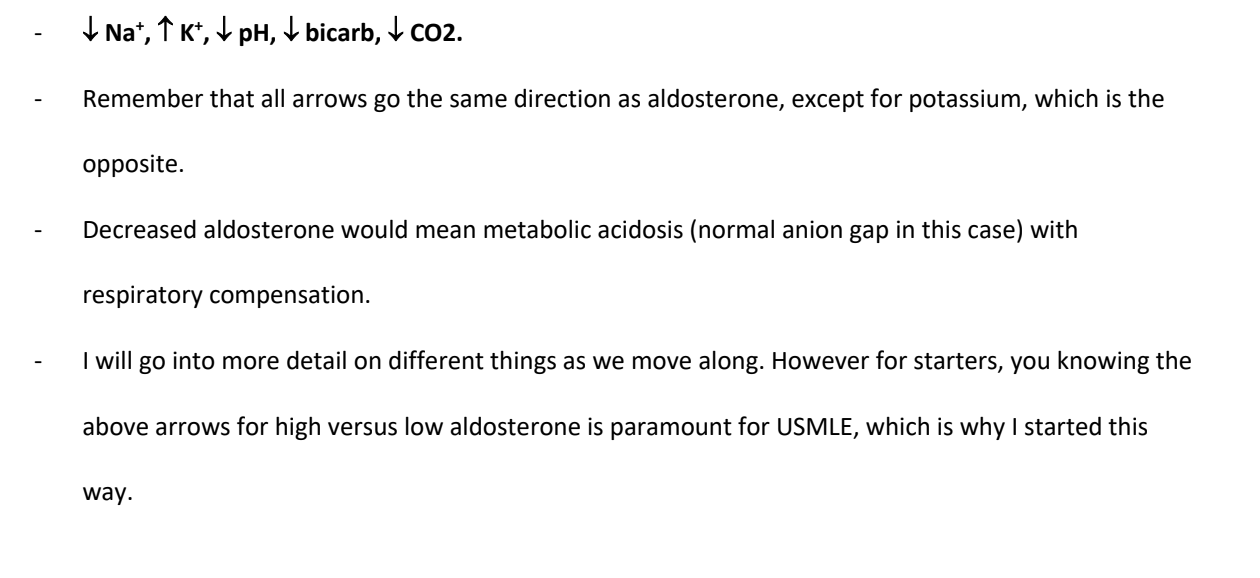 - ↓ Na⁺, ↑ K⁺, ↓ pH, ↓ bicarb, ↓ CO2.
- Remember that all arrows go the same direction as aldosterone, except for potassium, which is the
opposite.
- Decreased aldosterone would mean metabolic acidosis (normal anion gap in this case) with
respiratory compensation.
- I will go into more detail on different things as we move along. However for starters, you knowing the
above arrows for high versus low aldosterone is paramount for USMLE, which is why I started this
way.